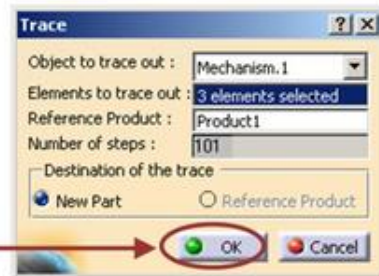 Trace
Object to trace out : Mechanism.1
Elements to trace out : 3 elements selected
Reference Product : Product1
Number of steps : 101
Destination of the trace
New Part Reference Product
OK Cancel